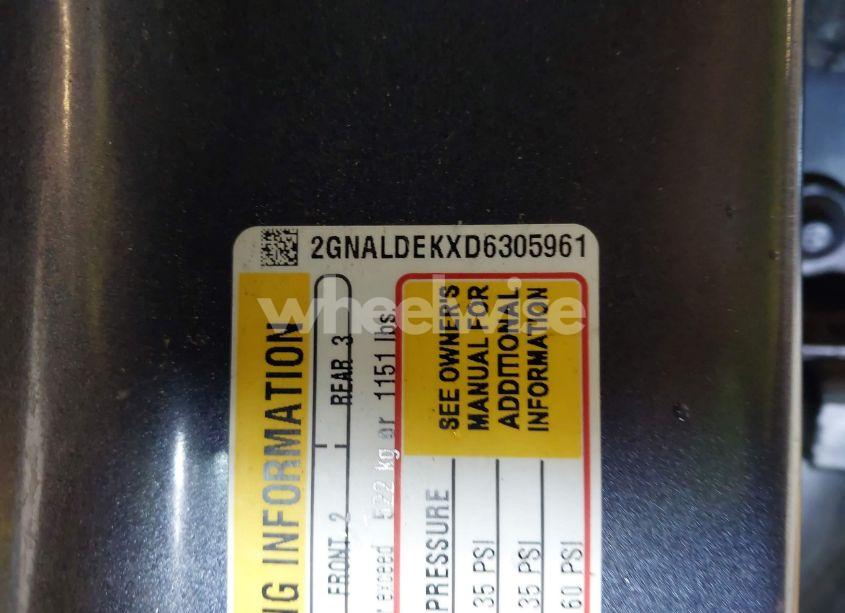 2GNALDEKXD6305961
wheelwise
NG INFORMATION
FRONT 2 REAR 3
exceed 522 kg or 1151 lbs.
PRESSURE
35 PSI
35 PSI
60 PSI
SEE OWNER'S
MANUAL FOR
ADDITIONAL
INFORMATION